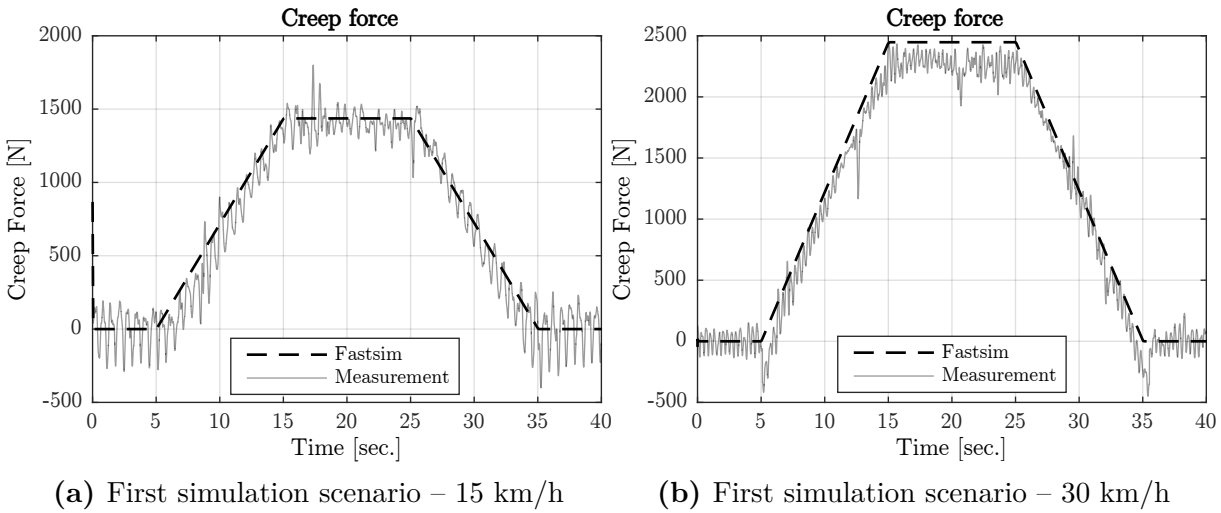 Creep force
2000
1500
1000
500
0
-500
Creep Force [N]
0 5 10 15 20 25 30 35 40
Time [sec.]
Fastsim
Measurement
(a) First simulation scenario – 15 km/h
Creep force
2500
2000
1500
1000
500
0
-500
Creep Force [N]
0 5 10 15 20 25 30 35 40
Time [sec.]
Fastsim
Measurement
(b) First simulation scenario – 30 km/h